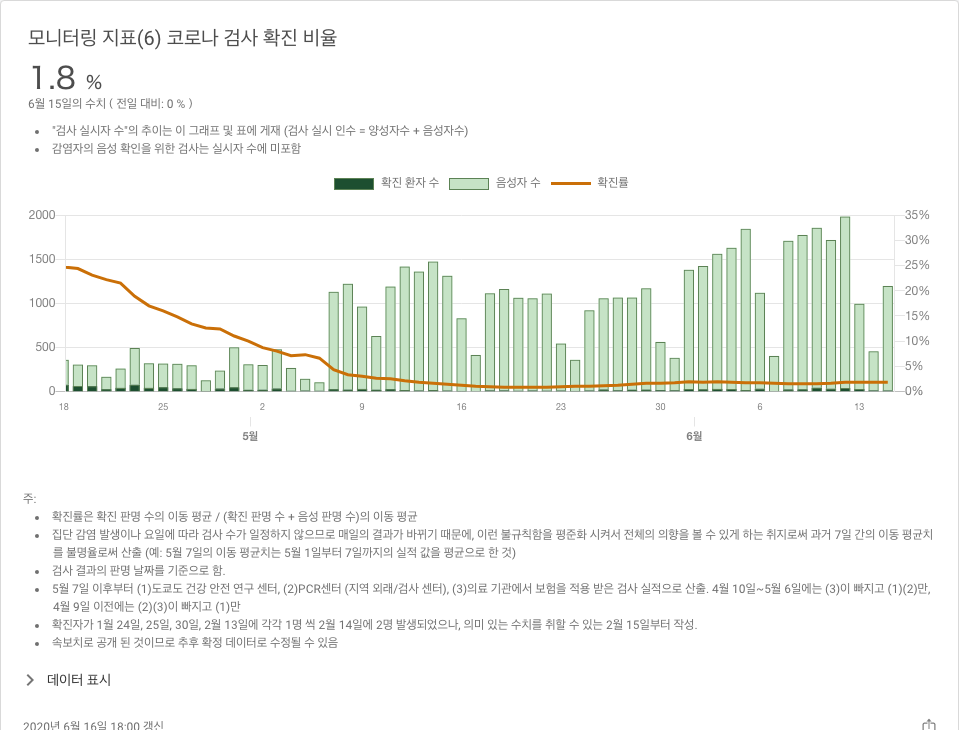 모니터링 지표(6) 코로나 검사 확진 비율
1.8 %
6월 15일의 수치 ( 전일 대비: 0 % )
"검사 실시자 수"의 추이는 이 그래프 및 표에 게재 (검사 실시 인수 = 양성자수 + 음성자수)
감염자의 음성 확인을 위한 검사는 실시자 수에 미포함
확진 환자 수 음성자 수 확진률
2000 35%
30%
1500
25%
20%
1000
15%
10%
500
5%
0 0%
18 25 2 9 16 23 30 6 13
5월 6월
주:
확진률은 확진 판명 수의 이동 평균 / (확진 판명 수 + 음성 판명 수)의 이동 평균
집단 감염 발생이나 요일에 따라 검사 수가 일정하지 않으므로 매일의 결과가 바뀌기 때문에, 이런 불규칙함을 평준화 시켜서 전체의 의향을 볼 수 있게 하는 취지로써 과거 7일 간의 이동 평균치
를 불명율로써 산출 (예: 5월 7일의 이동 평균치는 5월 1일부터 7일까지의 실적 값을 평균으로 한 것)
검사 결과의 판명 날짜를 기준으로 함.
5월 7일 이후부터 (1)도쿄도 건강 안전 연구 센터, (2)PCR센터 (지역 외래/검사 센터), (3)의료 기관에서 보험을 적용 받은 검사 실적으로 산출. 4월 10일~5월 6일에는 (3)이 빠지고 (1)(2)만,
4월 9일 이전에는 (2)(3)이 빠지고 (1)만
확진자가 1월 24일, 25일, 30일, 2월 13일에 각각 1명 씩 2월 14일에 2명 발생되었으나, 의미 있는 수치를 취할 수 있는 2월 15일부터 작성.
속보치로 공개 된 것이므로 추후 확정 데이터로 수정될 수 있음
데이터 표시
2020년 6월 16일 18:00 갱신